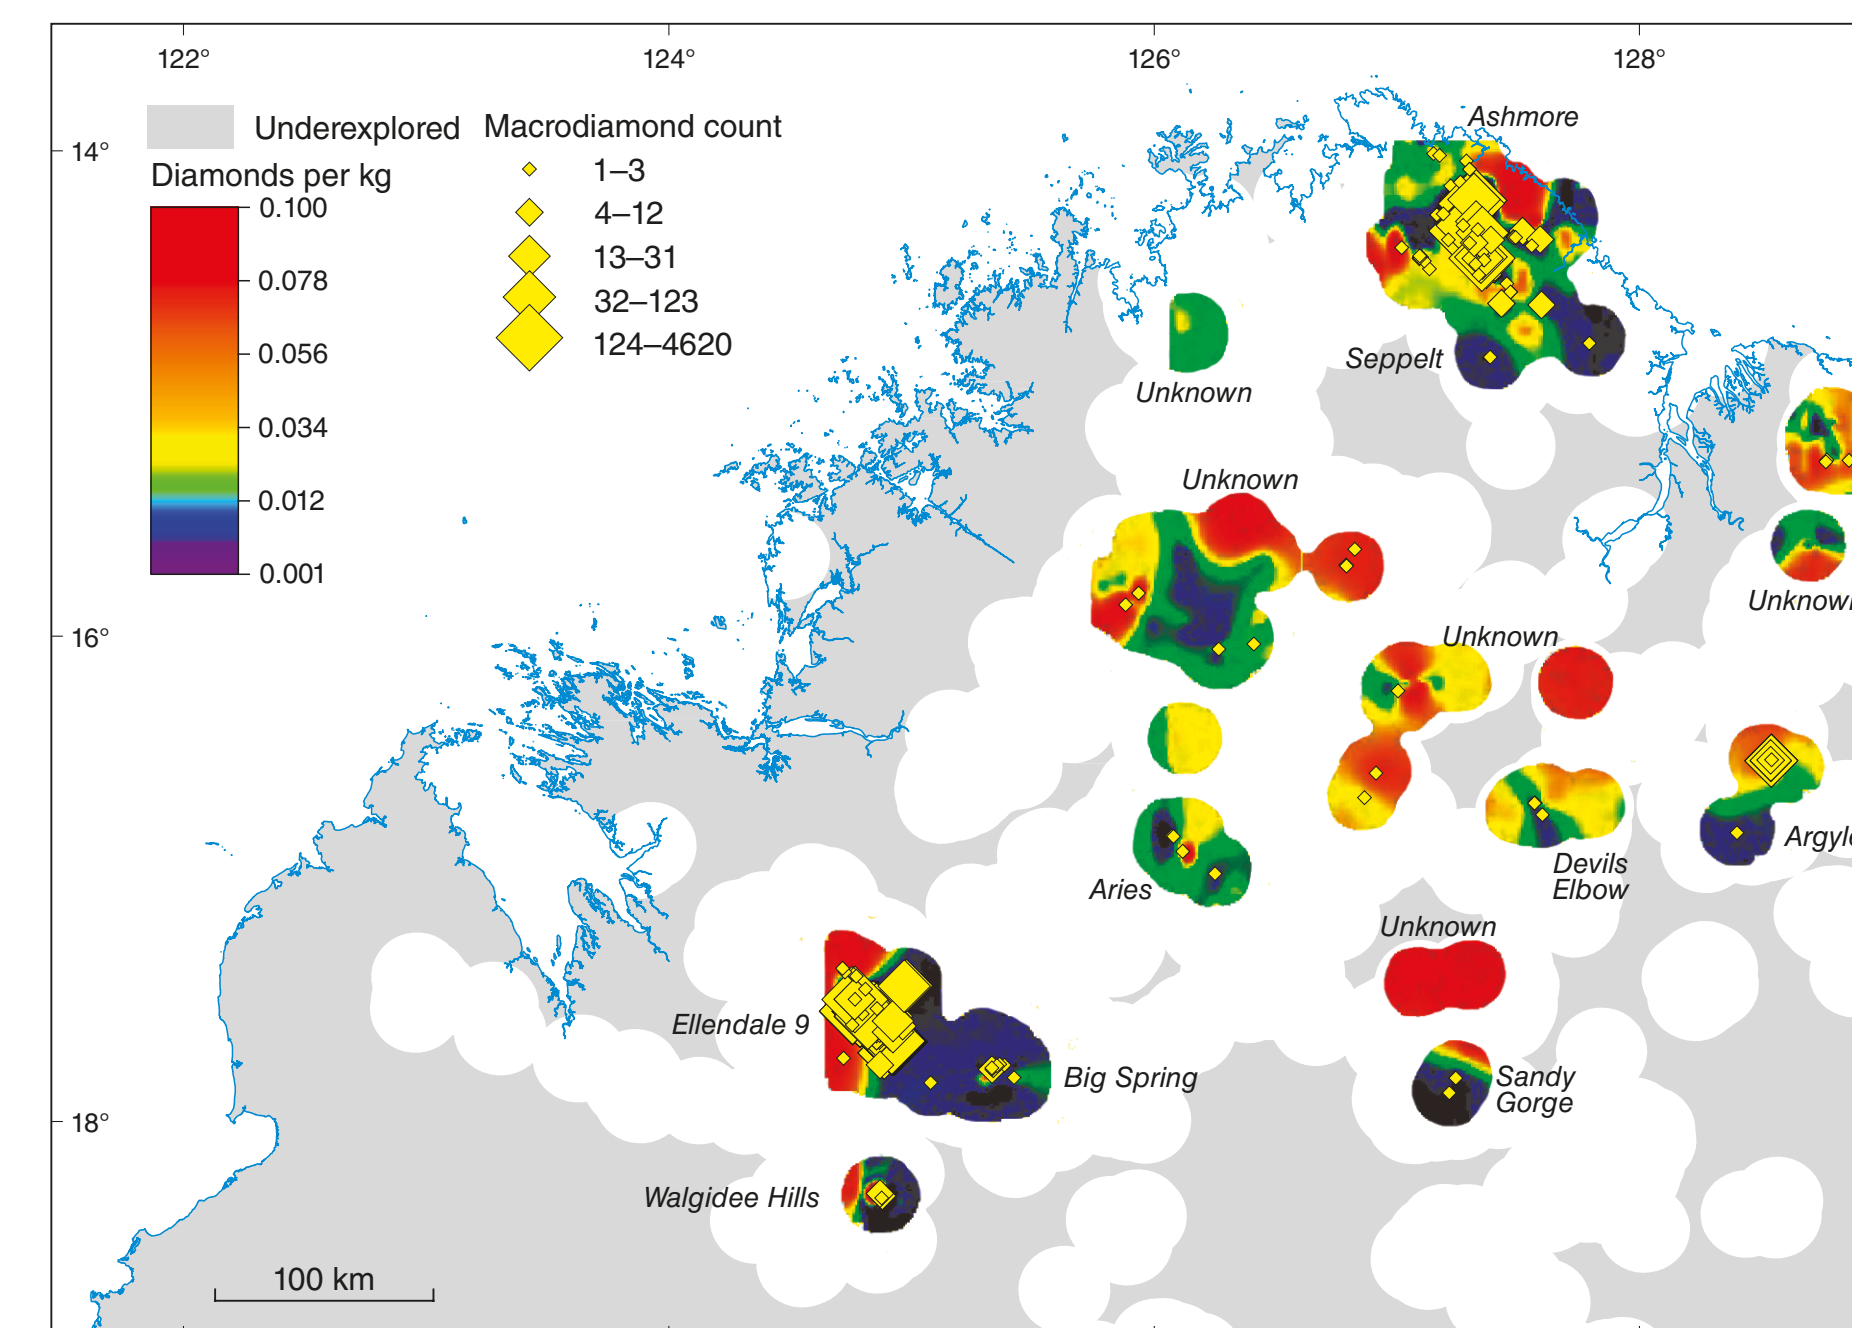 122°
124°
126°
128°
14°
16°
18°
Underexplored
Diamonds per kg
0.100
0.078
0.056
0.034
0.012
0.001
Macrodiamond count
1–3
4–12
13–31
32–123
124–4620
Ashmore
Seppelt
Unknown
Unknown
Unknown
Unknown
Aries
Devils
Elbow
Argyle
Unknown
Ellendale 9
Big Spring
Sandy
Gorge
Walgidee Hills
100 km